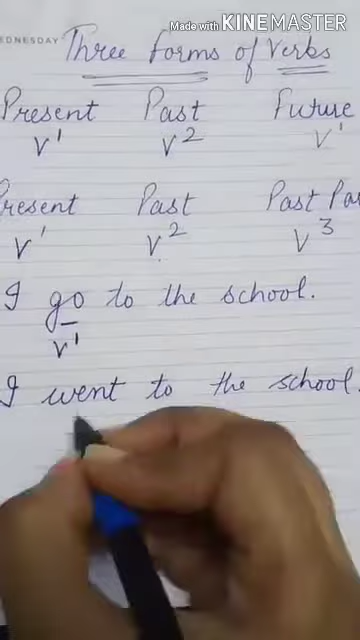 Made with KINEMASTER
WEDNESDAY
Three forms of Verbs
Present Past Future
V1 V2 V1
Present Past Past
V1 V2 V3
I go to the school.
V1
I went to the school.